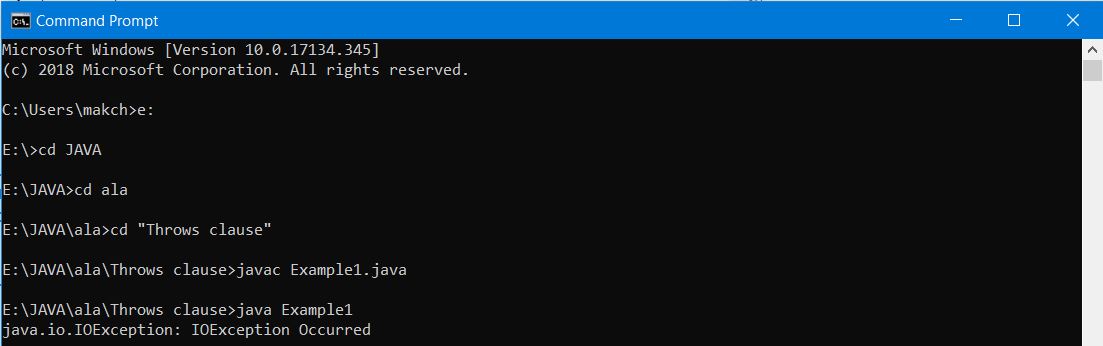 Command Prompt
Microsoft Windows [Version 10.0.17134.345]
(c) 2018 Microsoft Corporation. All rights reserved.
C:\Users\makch>e:
E:\>cd JAVA
E:\JAVA>cd ala
E:\JAVA\ala>cd "Throws clause"
E:\JAVA\ala\Throws clause>javac Example1.java
E:\JAVA\ala\Throws clause>java Example1
java.io.IOException: IOException Occurred